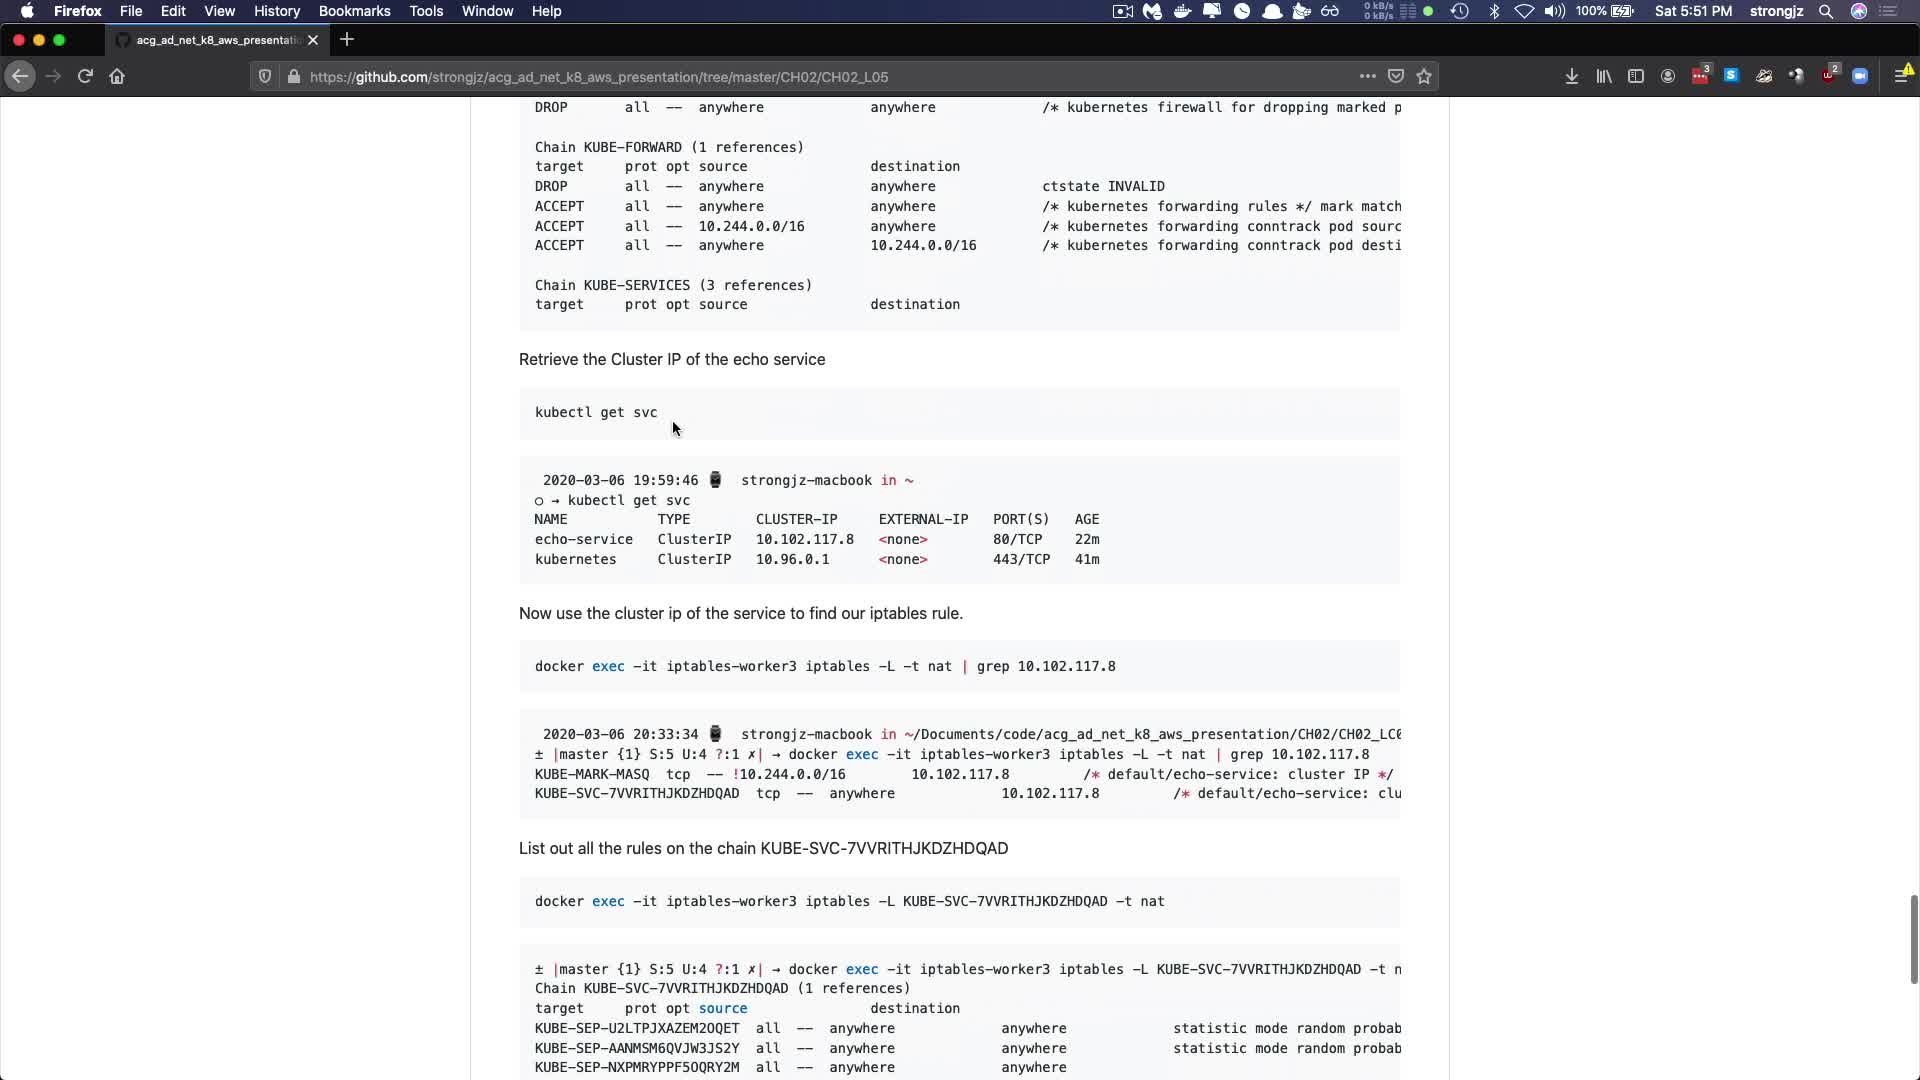 Firefox File Edit View History Bookmarks Tools Window Help 0 kB/s 0 kB/s 100% Sat 5:51 PM strongjz
acg_ad_net_k8_aws_presentatio
https://github.com/strongjz/acg_ad_net_k8_aws_presentation/tree/master/CH02/CH02_L05 3 S 2
DROP all -- anywhere anywhere /* kubernetes firewall for dropping marked p
Chain KUBE-FORWARD (1 references)
target prot opt source destination
DROP all -- anywhere anywhere ctstate INVALID
ACCEPT all -- anywhere anywhere /* kubernetes forwarding rules */ mark match
ACCEPT all -- 10.244.0.0/16 anywhere /* kubernetes forwarding conntrack pod sourc
ACCEPT all -- anywhere 10.244.0.0/16 /* kubernetes forwarding conntrack pod desti
Chain KUBE-SERVICES (3 references)
target prot opt source destination
Retrieve the Cluster IP of the echo service
kubectl get svc
2020-03-06 19:59:46 ⌚ strongjz-macbook in ~
○ → kubectl get svc
NAME TYPE CLUSTER-IP EXTERNAL-IP PORT(S) AGE
echo-service ClusterIP 10.102.117.8 <none> 80/TCP 22m
kubernetes ClusterIP 10.96.0.1 <none> 443/TCP 41m
Now use the cluster ip of the service to find our iptables rule.
docker exec -it iptables-worker3 iptables -L -t nat | grep 10.102.117.8
2020-03-06 20:33:34 ⌚ strongjz-macbook in ~/Documents/code/acg_ad_net_k8_aws_presentation/CH02/CH02_LC0
± |master {1} S:5 U:4 ?:1 ✗| → docker exec -it iptables-worker3 iptables -L -t nat | grep 10.102.117.8
KUBE-MARK-MASQ tcp -- !10.244.0.0/16 10.102.117.8 /* default/echo-service: cluster IP */
KUBE-SVC-7VVRITHJKDZHDQAD tcp -- anywhere 10.102.117.8 /* default/echo-service: clu
List out all the rules on the chain KUBE-SVC-7VVRITHJKDZHDQAD
docker exec -it iptables-worker3 iptables -L KUBE-SVC-7VVRITHJKDZHDQAD -t nat
± |master {1} S:5 U:4 ?:1 ✗| → docker exec -it iptables-worker3 iptables -L KUBE-SVC-7VVRITHJKDZHDQAD -t n
Chain KUBE-SVC-7VVRITHJKDZHDQAD (1 references)
target prot opt source destination
KUBE-SEP-U2LTPJXAZEM2OQET all -- anywhere anywhere statistic mode random probab
KUBE-SEP-AANMSM6QVJW3JS2Y all -- anywhere anywhere statistic mode random probab
KUBE-SEP-NXPMRYPPF5OQRY2M all -- anywhere anywhere